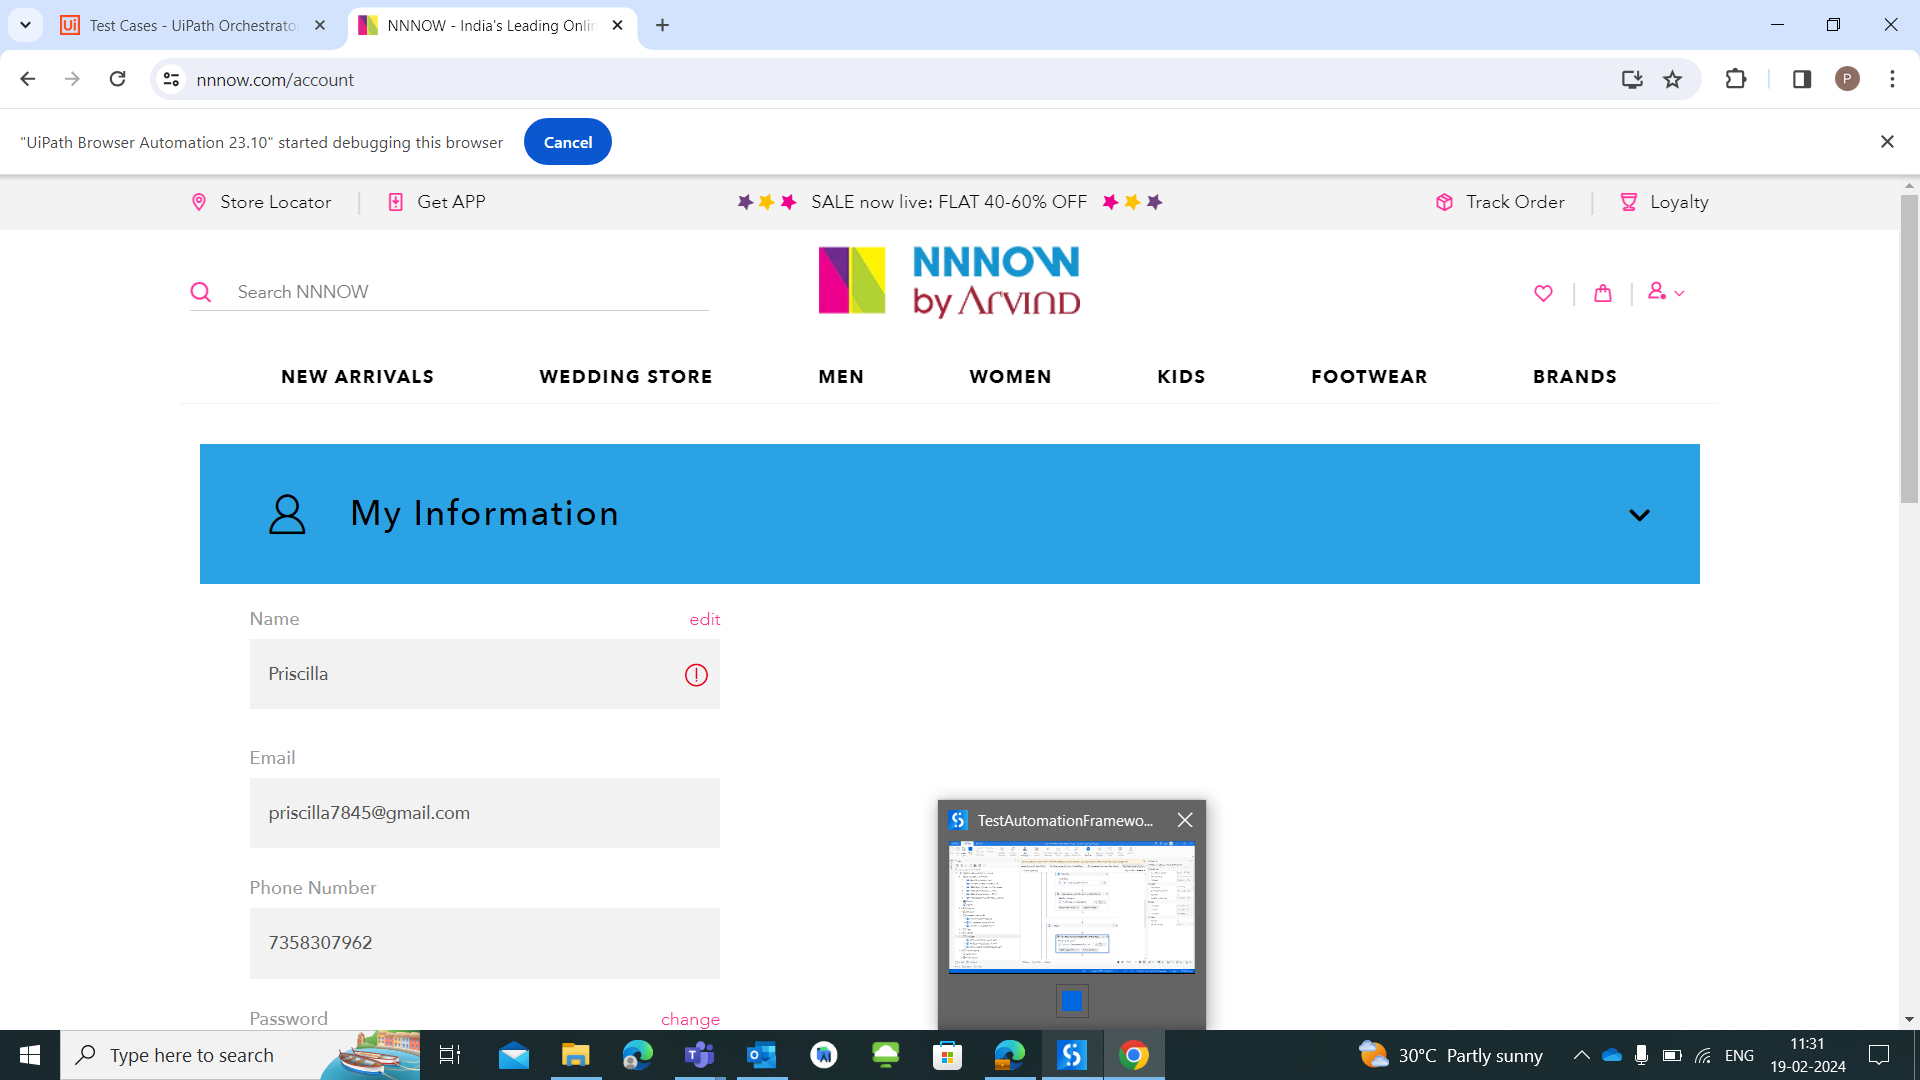 Test Cases - UiPath Orchestrato
NNNOW - India's Leading Onlin
nnnow.com/account
P
"UiPath Browser Automation 23.10" started debugging this browser
Cancel
Store Locator
Get APP
SALE now live: FLAT 40-60% OFF
Track Order
Loyalty
Search NNNOW
NNNOW
by Arvind
NEW ARRIVALS
WEDDING STORE
MEN
WOMEN
KIDS
FOOTWEAR
BRANDS
My Information
Name
edit
Priscilla
Email
priscilla7845@gmail.com
Phone Number
7358307962
Password
change
TestAutomationFramewo...
Type here to search
30°C Partly sunny
ENG
11:31
19-02-2024